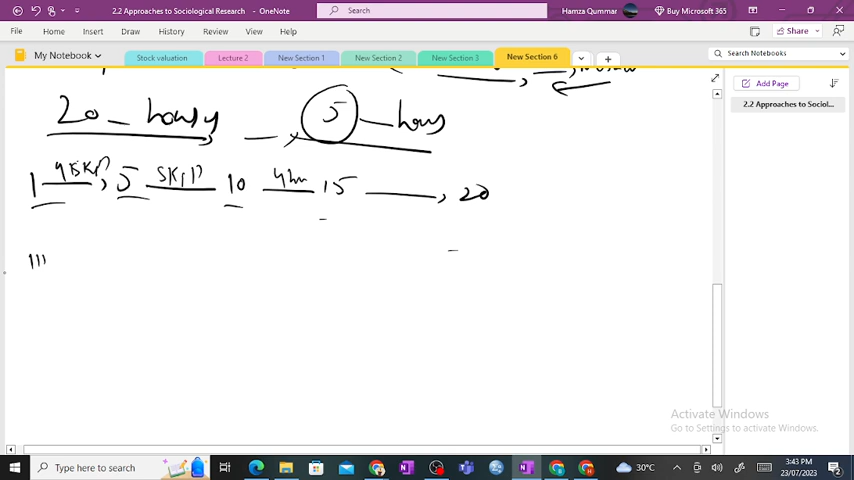 2.2 Approaches to Sociological Research - OneNote
Search
Hamza Qummar
Buy Microsoft 365
File Home Insert Draw History Review View Help
Share
My Notebook
Stock valuation
Lecture 2
New Section 1
New Section 2
New Section 3
New Section 6
Search Notebooks
Add Page
2.2 Approaches to Sociol...
20 - hours 5 hours
1 5 skip 10 15 20
Activate Windows
Go to Settings to activate Windows.
Type here to search
30°C
3:43 PM
23/07/2023